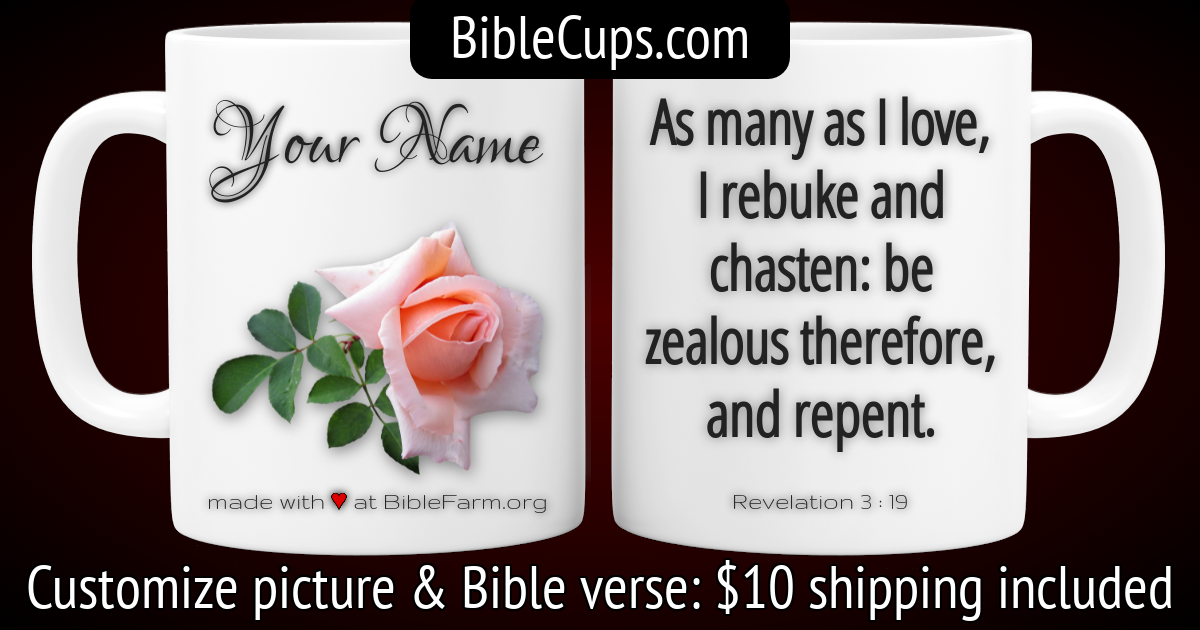 BibleCups.com
Your Name
made with ♥ at BibleFarm.org
As many as I love,
I rebuke and
chasten: be
zealous therefore,
and repent.
Revelation 3 : 19
Customize picture & Bible verse: $10 shipping included